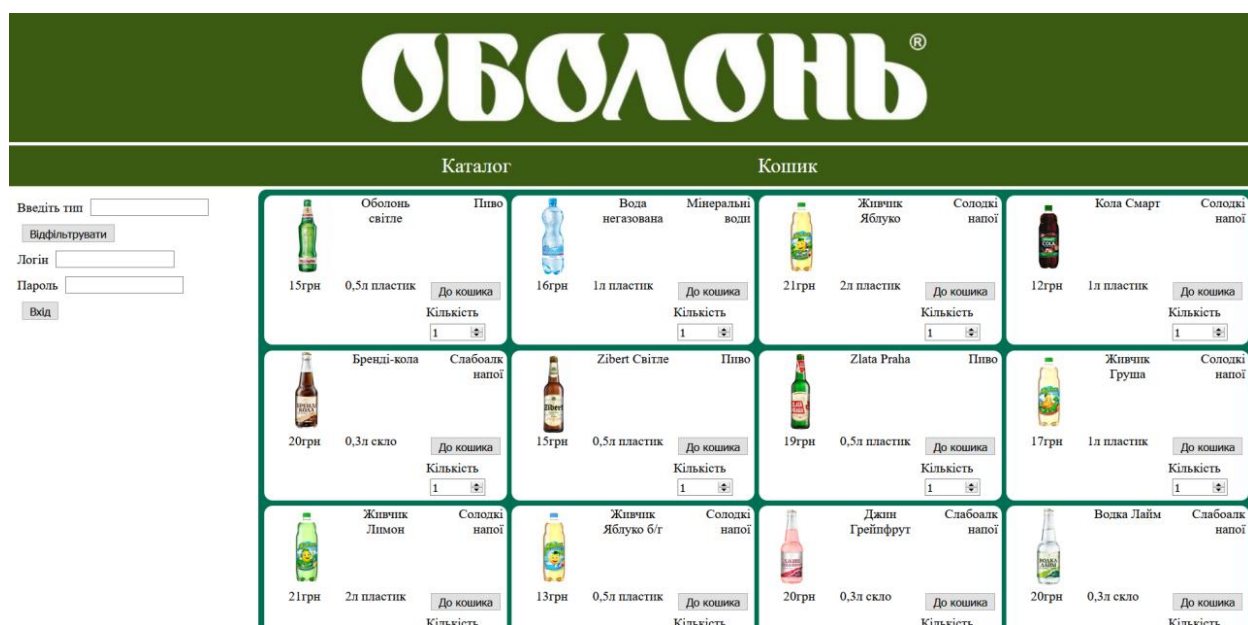 ОБОЛОНЬ®
Каталог Кошик
Введіть тип
Відфільтрувати
Логін
Пароль
Вхід
Оболонь Пиво
світле
15грн 0,5л пластик До кошика
Кількість
1
Вода Мінеральні
негазована води
16грн 1л пластик До кошика
Кількість
1
Живчик Солодкі
Яблуко напої
21грн 2л пластик До кошика
Кількість
1
Кола Смарт Солодкі
напої
COLA
12грн 1л пластик До кошика
Кількість
1
Бренді-кола Слабоалк
напої
20грн 0,3л скло До кошика
Кількість
1
Zibert Світле Пиво
Zibert
15грн 0,5л пластик До кошика
Кількість
1
Zlata Praha Пиво
19грн 0,5л пластик До кошика
Кількість
1
Живчик Солодкі
Груша напої
17грн 1л пластик До кошика
Кількість
1
Живчик Солодкі
Лимон напої
21грн 2л пластик До кошика
Кількість
Живчик Солодкі
Яблуко б/г напої
13грн 0,5л пластик До кошика
Кількість
Джин Слабоалк
Грейпфрут напої
20грн 0,3л скло До кошика
Кількість
Водка Лайм Слабоалк
напої
20грн 0,3л скло До кошика
Кількість